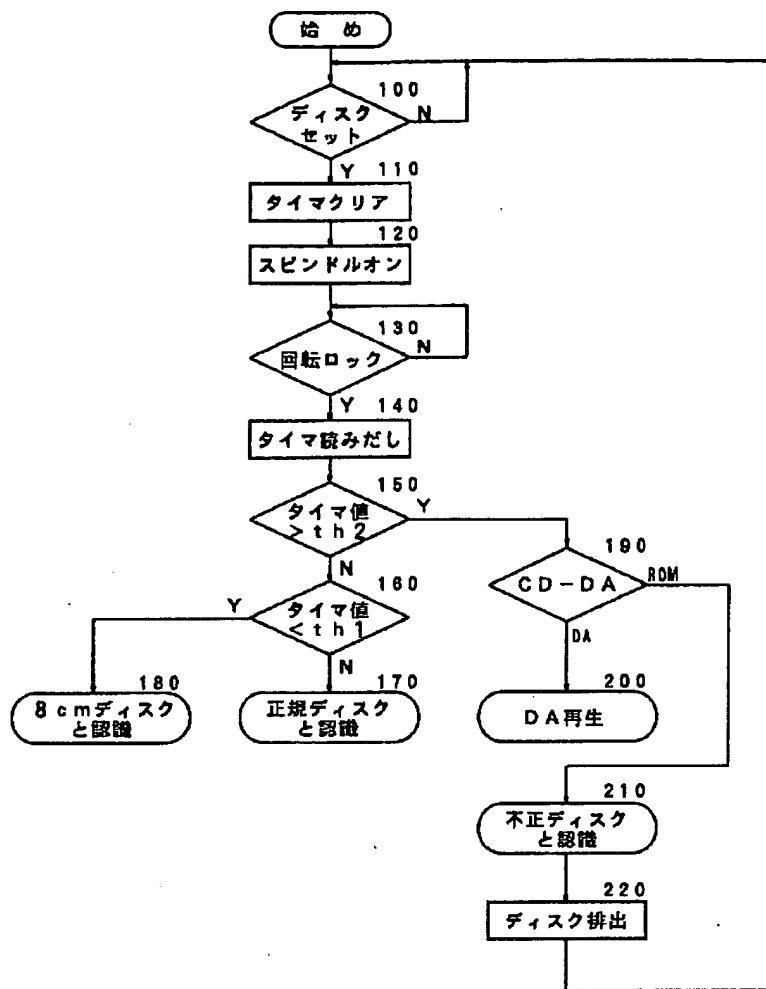 始め
100
ディスク
セット
N
Y
110
タイマクリア
120
スピンドルオン
130
回転ロック
N
Y
140
タイマ読みだし
150
タイマ値
>th2
Y
N
190
CD-DA
ROM
DA
160
タイマ値
<th1
Y
N
180
8cmディスク
と認識
170
正規ディスク
と認識
200
DA再生
210
不正ディスク
と認識
220
ディスク排出